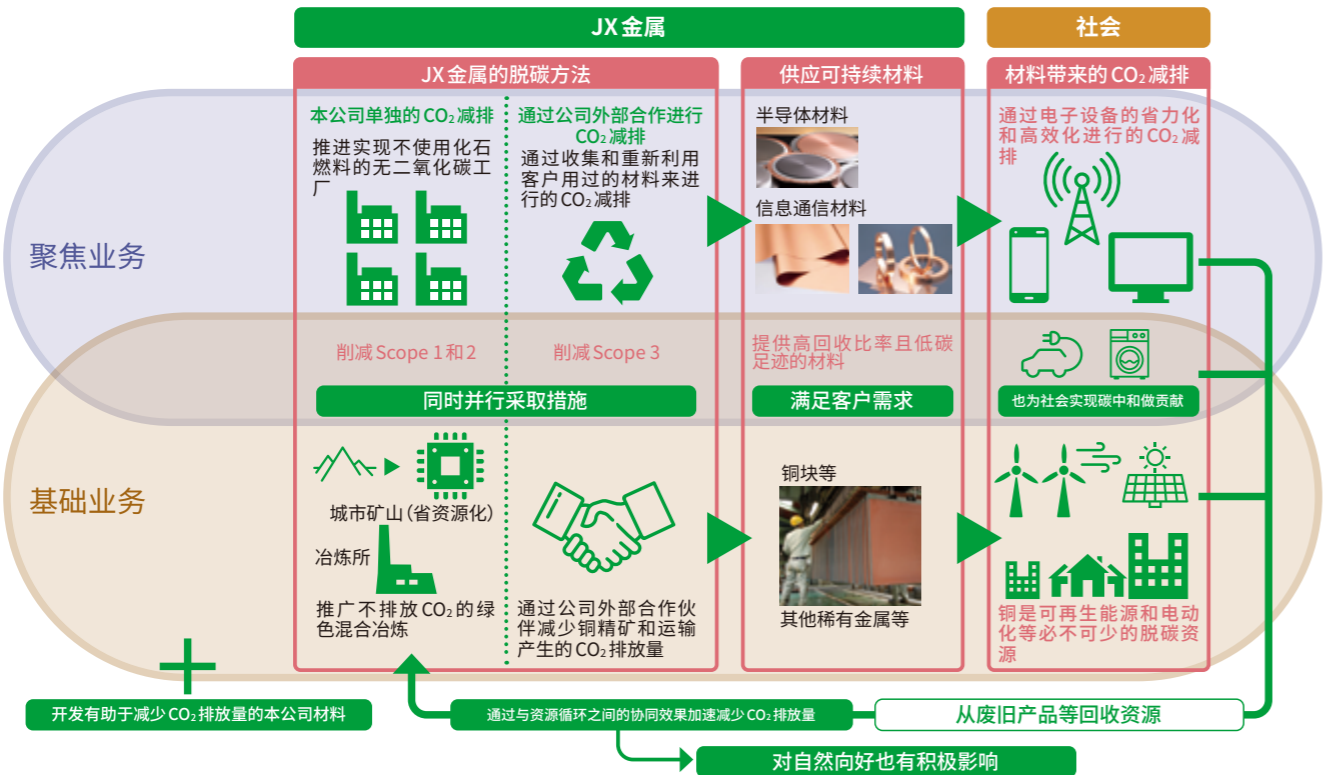 JX金属
社会
JX金属的脱碳方法
供应可持续材料
材料带来的CO₂减排
聚焦业务
本公司单独的CO₂减排
推进实现不使用化石
燃料的无二氧化碳工
厂
通过公司外部合作进行
CO₂减排
通过收集和重新利用
客户用过的材料来进
行的CO₂减排
半导体材料
信息通信材料
通过电子设备的省力化
和高效化进行的CO₂减
排
削减Scope 1和2
削减Scope 3
提供高回收比率且低碳
足迹的材料
同时并行采取措施
满足客户需求
也为社会实现碳中和做贡献
基础业务
城市矿山（省资源化）
冶炼所
推广不排放CO₂的绿
色混合冶炼
通过公司外部合作伙
伴减少铜精矿和运输
产生的CO₂排放量
铜块等
其他稀有金属等
铜是可再生能源和电动
化等必不可少的脱碳资
源
开发有助于减少CO₂排放量的本公司材料
通过与资源循环之间的协同效果加速减少CO₂排放量
从废旧产品等回收资源
对自然向好也有积极影响